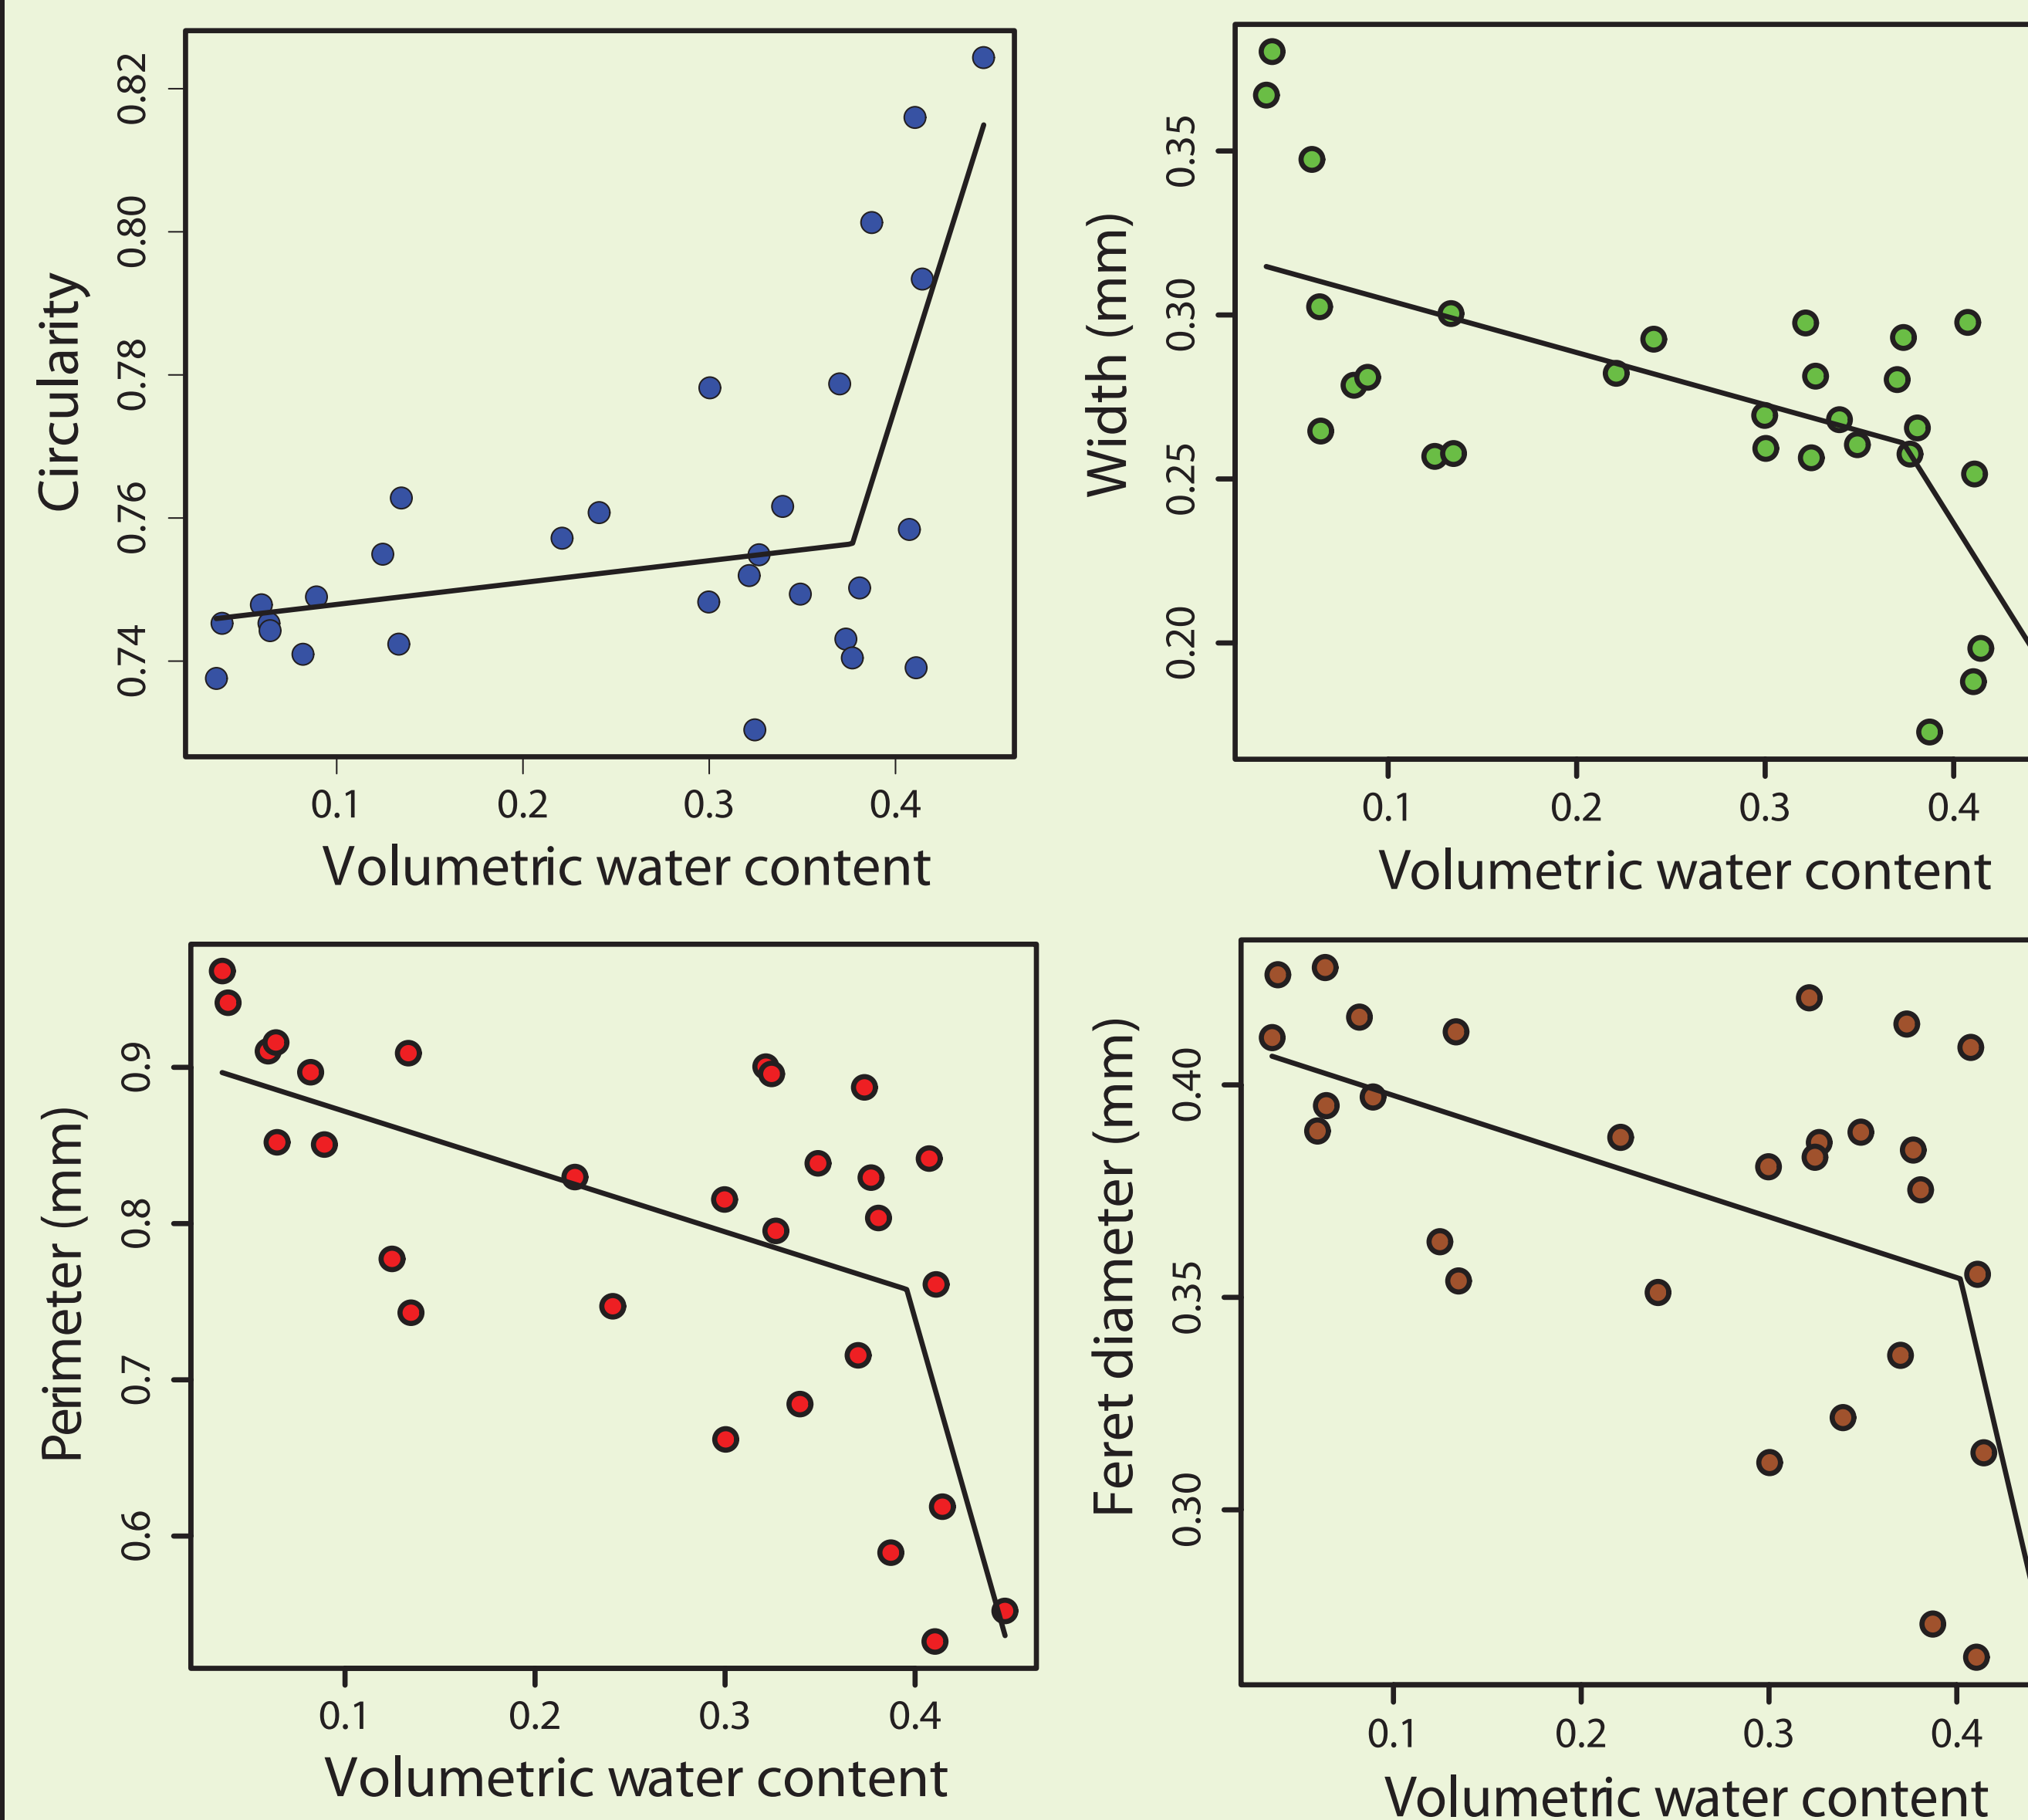 Circularity
0.82
0.80
0.78
0.76
0.74
0.1 0.2 0.3 0.4
Volumetric water content
Width (mm)
0.35
0.30
0.25
0.20
0.1 0.2 0.3 0.4
Volumetric water content
Perimeter (mm)
0.9
0.8
0.7
0.6
0.1 0.2 0.3 0.4
Volumetric water content
Feret diameter (mm)
0.40
0.35
0.30
0.1 0.2 0.3 0.4
Volumetric water content